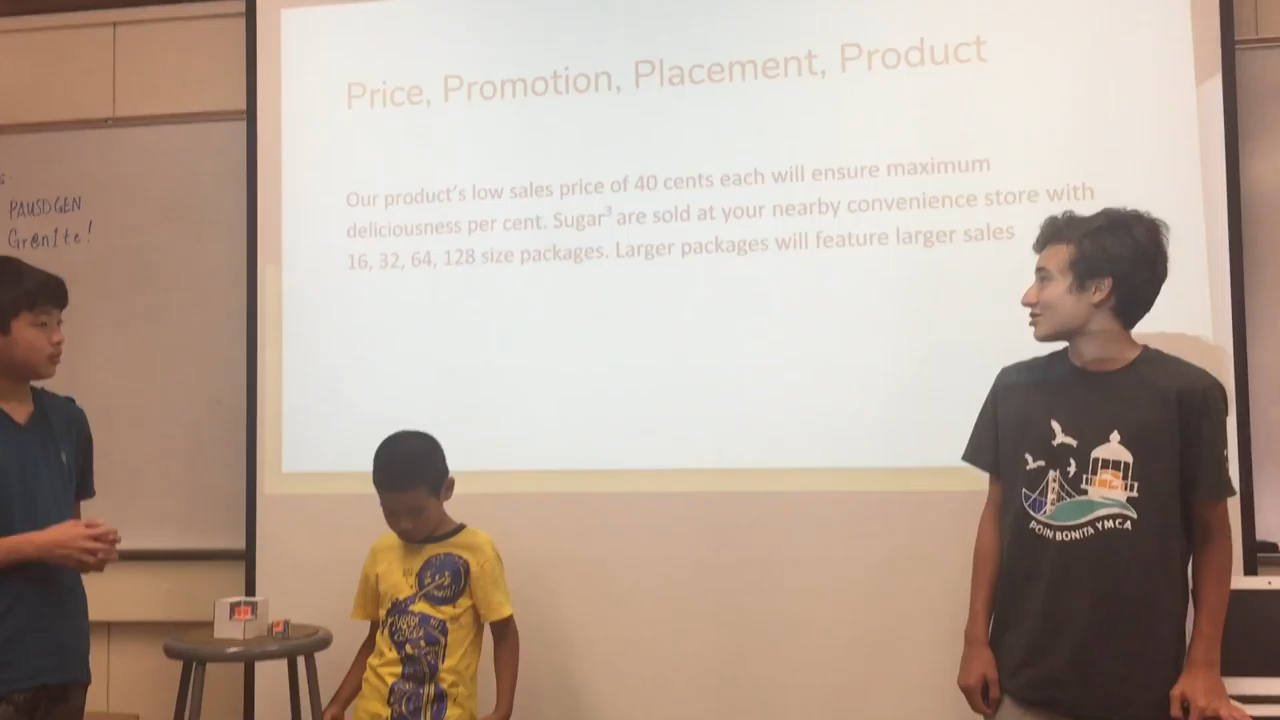 Price, Promotion, Placement, Product
Our product's low sales price of 40 cents each will ensure maximum
deliciousness per cent. Sugar³ are sold at your nearby convenience store with
16, 32, 64, 128 size packages. Larger packages will feature larger sales
PAUSD GEN
Gren1te!
POIN BONITA YMCA